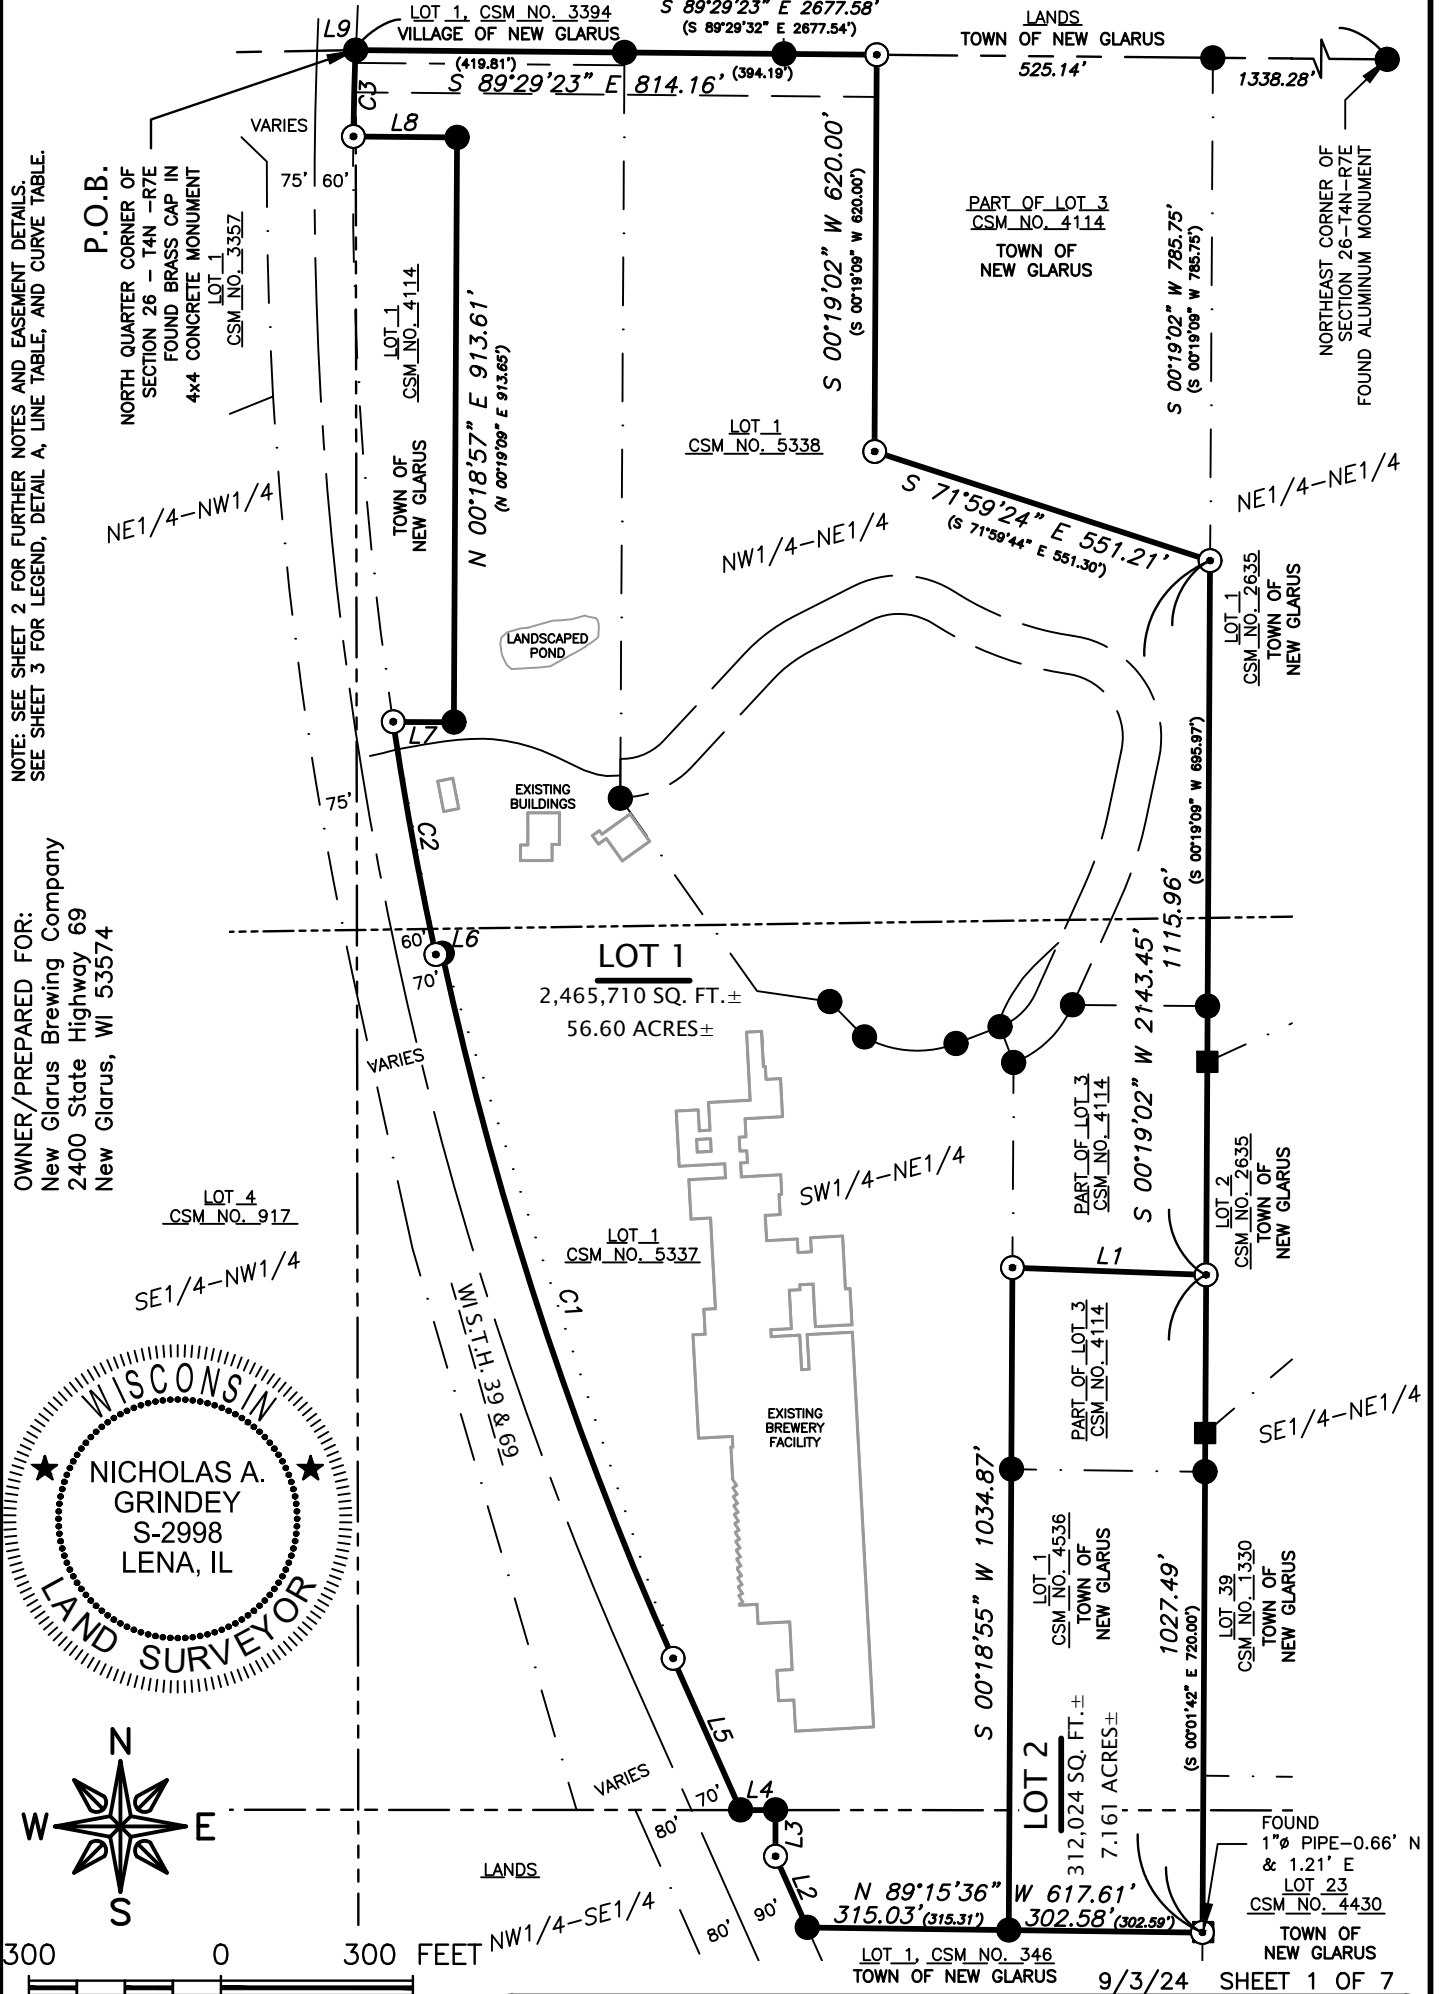 LOT 1, CSM NO. 3394
VILLAGE OF NEW GLARUS
S 89°29'23" E 2677.58'
(S 89°29'32" E 2677.54')
LANDS
TOWN OF NEW GLARUS
L9
(419.81')
(394.19')
S 89°29'23" E 814.16'
525.14'
1338.28'
C3
L8
VARIES
75'
60'
NOTE: SEE SHEET 2 FOR FURTHER NOTES AND EASEMENT DETAILS.
SEE SHEET 3 FOR LEGEND, DETAIL A, LINE TABLE, AND CURVE TABLE.
P.O.B.
NORTH QUARTER CORNER OF
SECTION 26 - T4N -R7E
FOUND BRASS CAP IN
4x4 CONCRETE MONUMENT
LOT 1
CSM NO. 3357
LOT 1
CSM NO. 4114
TOWN OF
NEW GLARUS
N 00°18'57" E 913.61'
(N 00°19'09" E 913.65')
S 00°19'02" W 620.00'
(S 00°19'09" W 620.00')
PART OF LOT 3
CSM NO. 4114
TOWN OF
NEW GLARUS
S 00°19'02" W 785.75'
(S 00°19'09" W 785.75')
NORTHEAST CORNER OF
SECTION 26-T4N-R7E
FOUND ALUMINUM MONUMENT
LOT 1
CSM NO. 5338
S 71°59'24" E 551.21'
(S 71°59'44" E 551.30')
NE1/4-NW1/4
NW1/4-NE1/4
NE1/4-NE1/4
LOT 1
CSM NO. 2635
TOWN OF
NEW GLARUS
LANDSCAPED
POND
L7
75'
EXISTING
BUILDINGS
C2
(S 00°19'09" W 695.97')
1115.96'
S 00°19'02" W 2143.45'
OWNER/PREPARED FOR:
New Glarus Brewing Company
2400 State Highway 69
New Glarus, WI 53574
60'
L6
70'
LOT 1
2,465,710 SQ. FT.±
56.60 ACRES±
VARIES
PART OF LOT 3
CSM NO. 4114
SW1/4-NE1/4
LOT 2
CSM NO. 2635
TOWN OF
NEW GLARUS
LOT 4
CSM NO. 917
SE1/4-NW1/4
LOT 1
CSM NO. 5337
L1
C1
WI S.T.H. 39 & 69
PART OF LOT 3
CSM NO. 4114
SE1/4-NE1/4
WISCONSIN
NICHOLAS A.
GRINDEY
S-2998
LENA, IL
LAND SURVEYOR
EXISTING
BREWERY
FACILITY
S 00°18'55" W 1034.87'
LOT 1
CSM NO. 4536
TOWN OF
NEW GLARUS
1027.49'
(S 00°01'42" E 720.00')
LOT 39
CSM NO. 1330
TOWN OF
NEW GLARUS
L5
LOT 2
312,024 SQ. FT.±
7.161 ACRES±
N
W
E
S
VARIES
70'
L4
80'
L3
LANDS
L2
90'
80'
NW1/4-SE1/4
N 89°15'36" W 617.61'
315.03' (315.31')
302.58' (302.59')
FOUND
1"ø PIPE-0.66' N
& 1.21' E
LOT 23
CSM NO. 4430
TOWN OF
NEW GLARUS
300 0 300 FEET
LOT 1, CSM NO. 346
TOWN OF NEW GLARUS
9/3/24 SHEET 1 OF 7